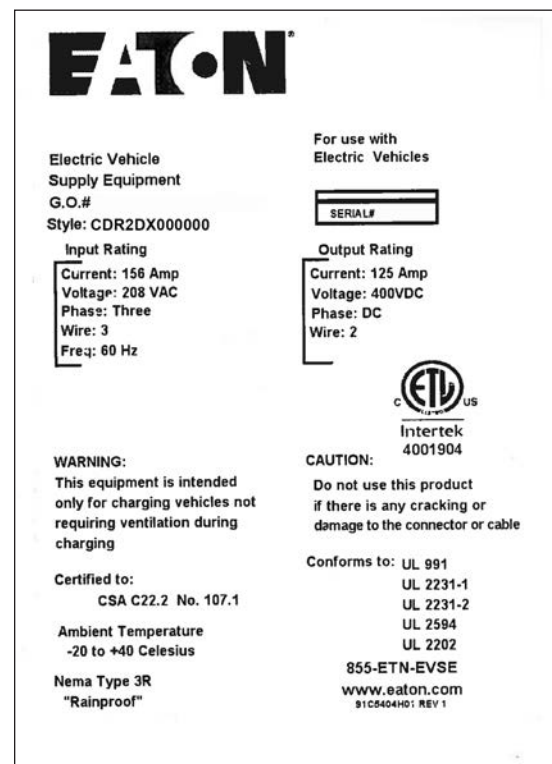 EATON®
Electric Vehicle
Supply Equipment
G.O.#
Style: CDR2DX000000
For use with
Electric Vehicles
SERIAL#
Input Rating
Current: 156 Amp
Voltage: 208 VAC
Phase: Three
Wire: 3
Freq: 60 Hz
Output Rating
Current: 125 Amp
Voltage: 400VDC
Phase: DC
Wire: 2
C ETL US
Intertek
4001904
WARNING:
This equipment is intended
only for charging vehicles not
requiring ventilation during
charging
CAUTION:
Do not use this product
if there is any cracking or
damage to the connector or cable
Certified to:
CSA C22.2 No. 107.1
Ambient Temperature
-20 to +40 Celesius
Nema Type 3R
"Rainproof"
Conforms to: UL 991
UL 2231-1
UL 2231-2
UL 2594
UL 2202
855-ETN-EVSE
www.eaton.com
91C5404H01 REV 1